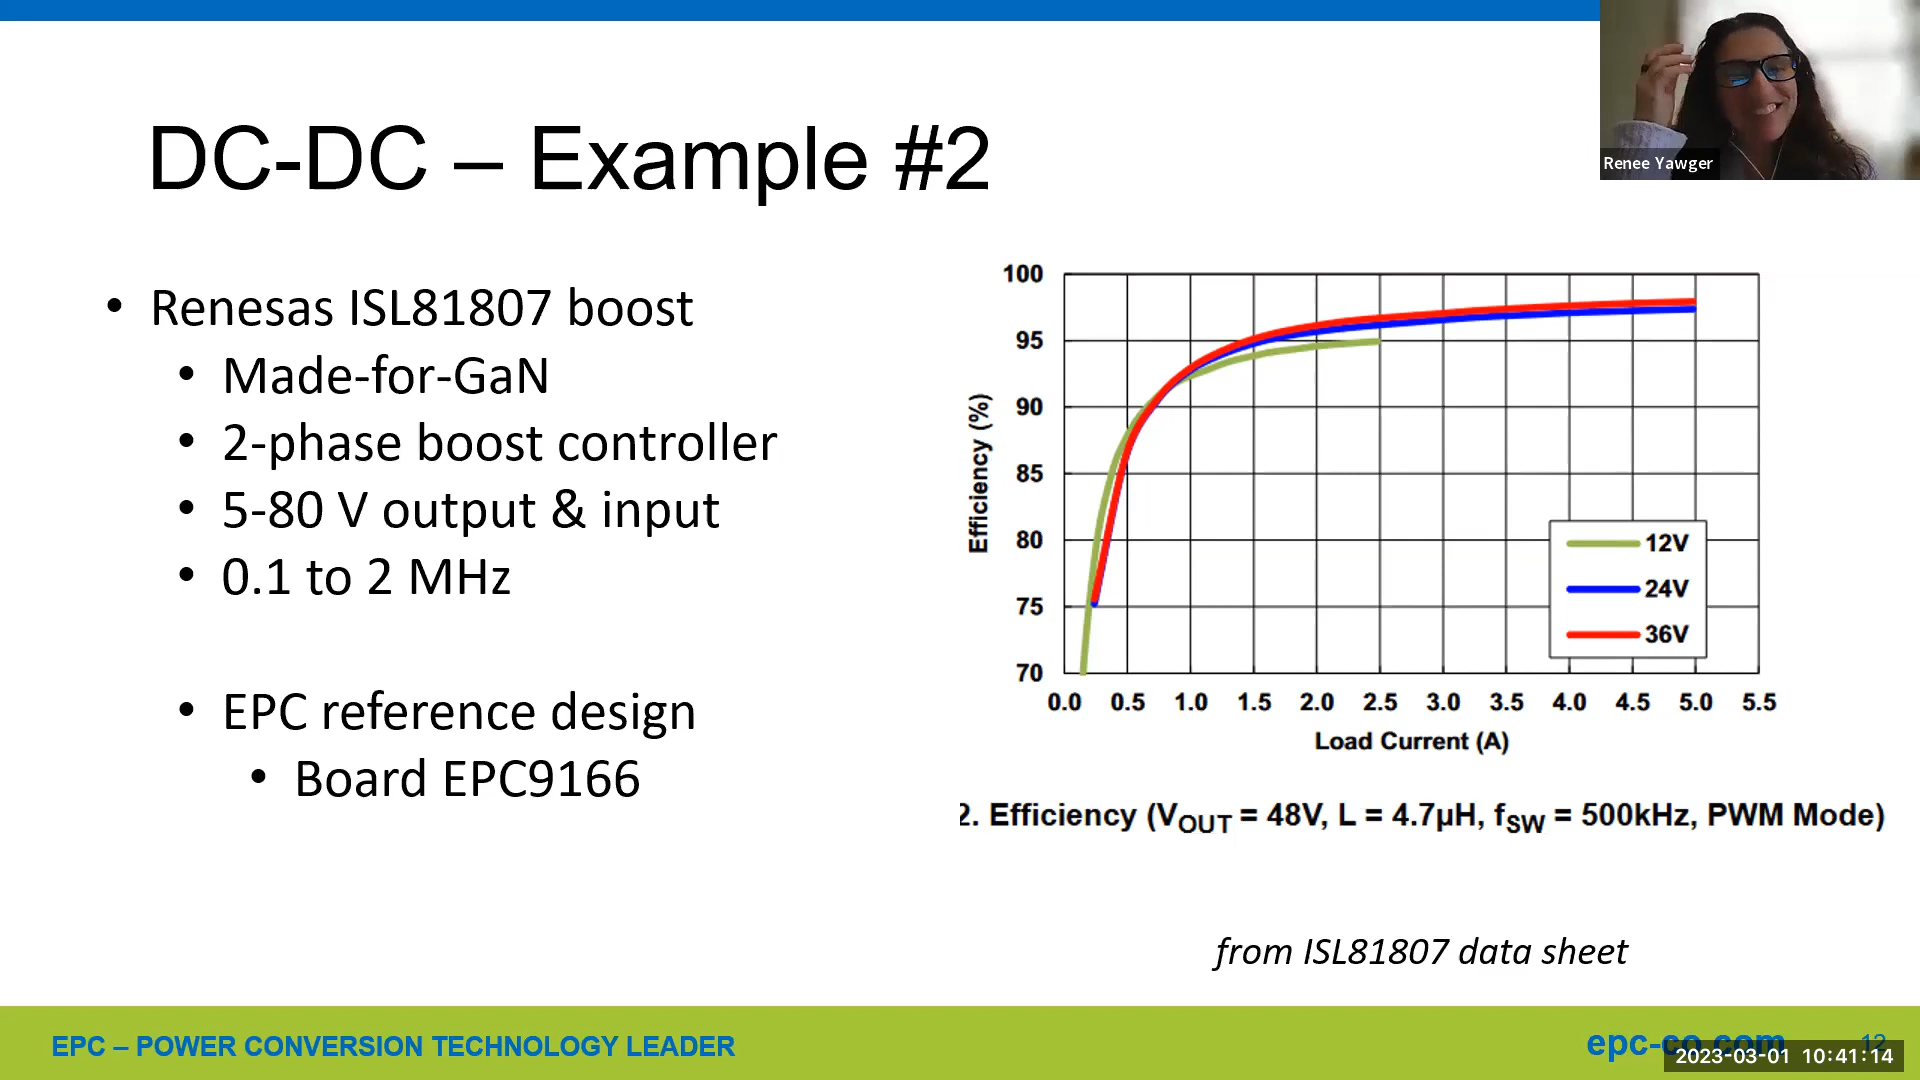 Renee Yawger
DC-DC – Example #2
• Renesas ISL81807 boost
• Made-for-GaN
• 2-phase boost controller
• 5-80 V output & input
• 0.1 to 2 MHz
• EPC reference design
• Board EPC9166
Efficiency (%)
100
95
90
85
80
75
70
12V
24V
36V
0.0 0.5 1.0 1.5 2.0 2.5 3.0 3.5 4.0 4.5 5.0 5.5
Load Current (A)
2. Efficiency (VOUT = 48V, L = 4.7µH, fSW = 500kHz, PWM Mode)
from ISL81807 data sheet
EPC – POWER CONVERSION TECHNOLOGY LEADER
epc-co.com 12
2023-03-01 10:41:14